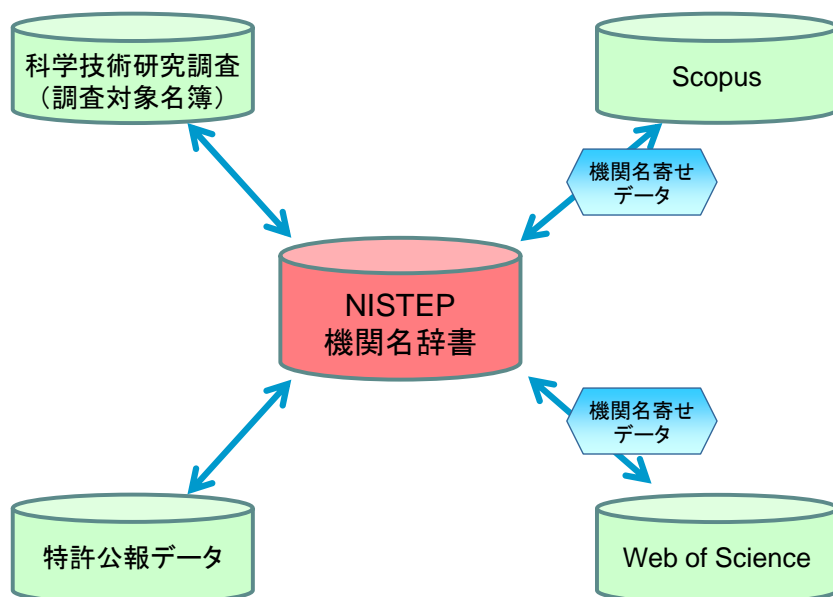 科学技術研究調査
（調査対象名簿）
Scopus
機関名寄せ
データ
NISTEP
機関名辞書
機関名寄せ
データ
特許公報データ
Web of Science